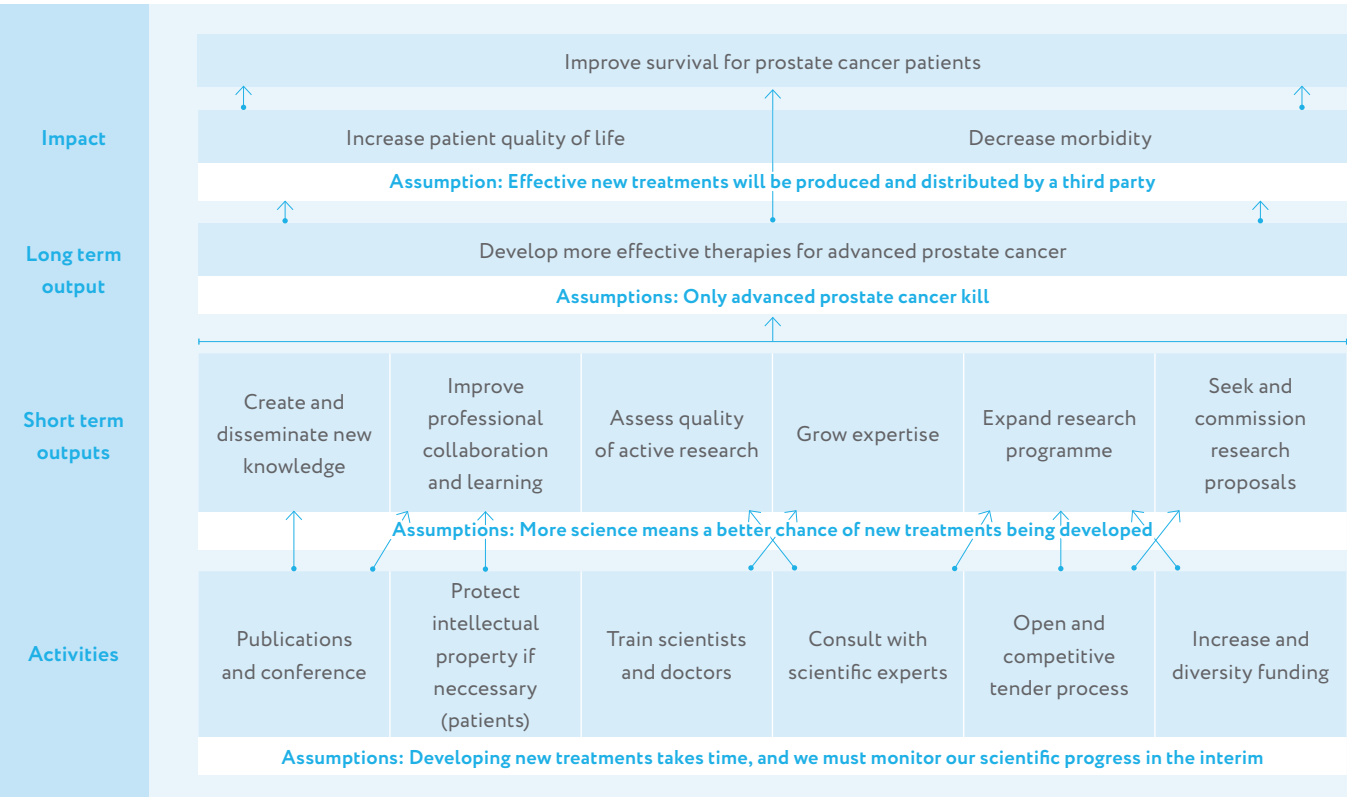 Improve survival for prostate cancer patients
Impact
Increase patient quality of life
Decrease morbidity
Assumption: Effective new treatments will be produced and distributed by a third party
Long term
output
Develop more effective therapies for advanced prostate cancer
Assumptions: Only advanced prostate cancer kill
Short term
outputs
Create and
disseminate new
knowledge
Improve
professional
collaboration
and learning
Assess quality
of active research
Grow expertise
Expand research
programme
Seek and
commission
research
proposals
Assumptions: More science means a better chance of new treatments being developed
Activities
Publications
and conference
Protect
intellectual
property if
neccessary
(patients)
Train scientists
and doctors
Consult with
scientific experts
Open and
competitive
tender process
Increase and
diversity funding
Assumptions: Developing new treatments takes time, and we must monitor our scientific progress in the interim